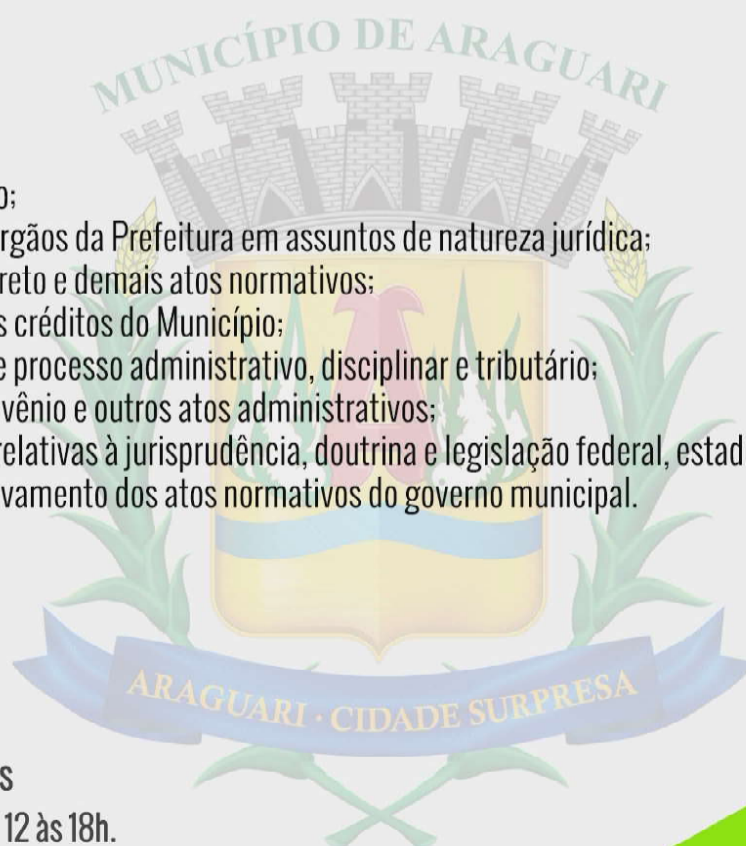 MUNICÍPIO DE ARAGUARI
o;
rgãos da Prefeitura em assuntos de natureza jurídica;
reto e demais atos normativos;
s créditos do Município;
e processo administrativo, disciplinar e tributário;
vênio e outros atos administrativos;
relativas à jurisprudência, doutrina e legislação federal, estad
vamento dos atos normativos do governo municipal.
ARAGUARI · CIDADE SURPRESA
s
12 às 18h.